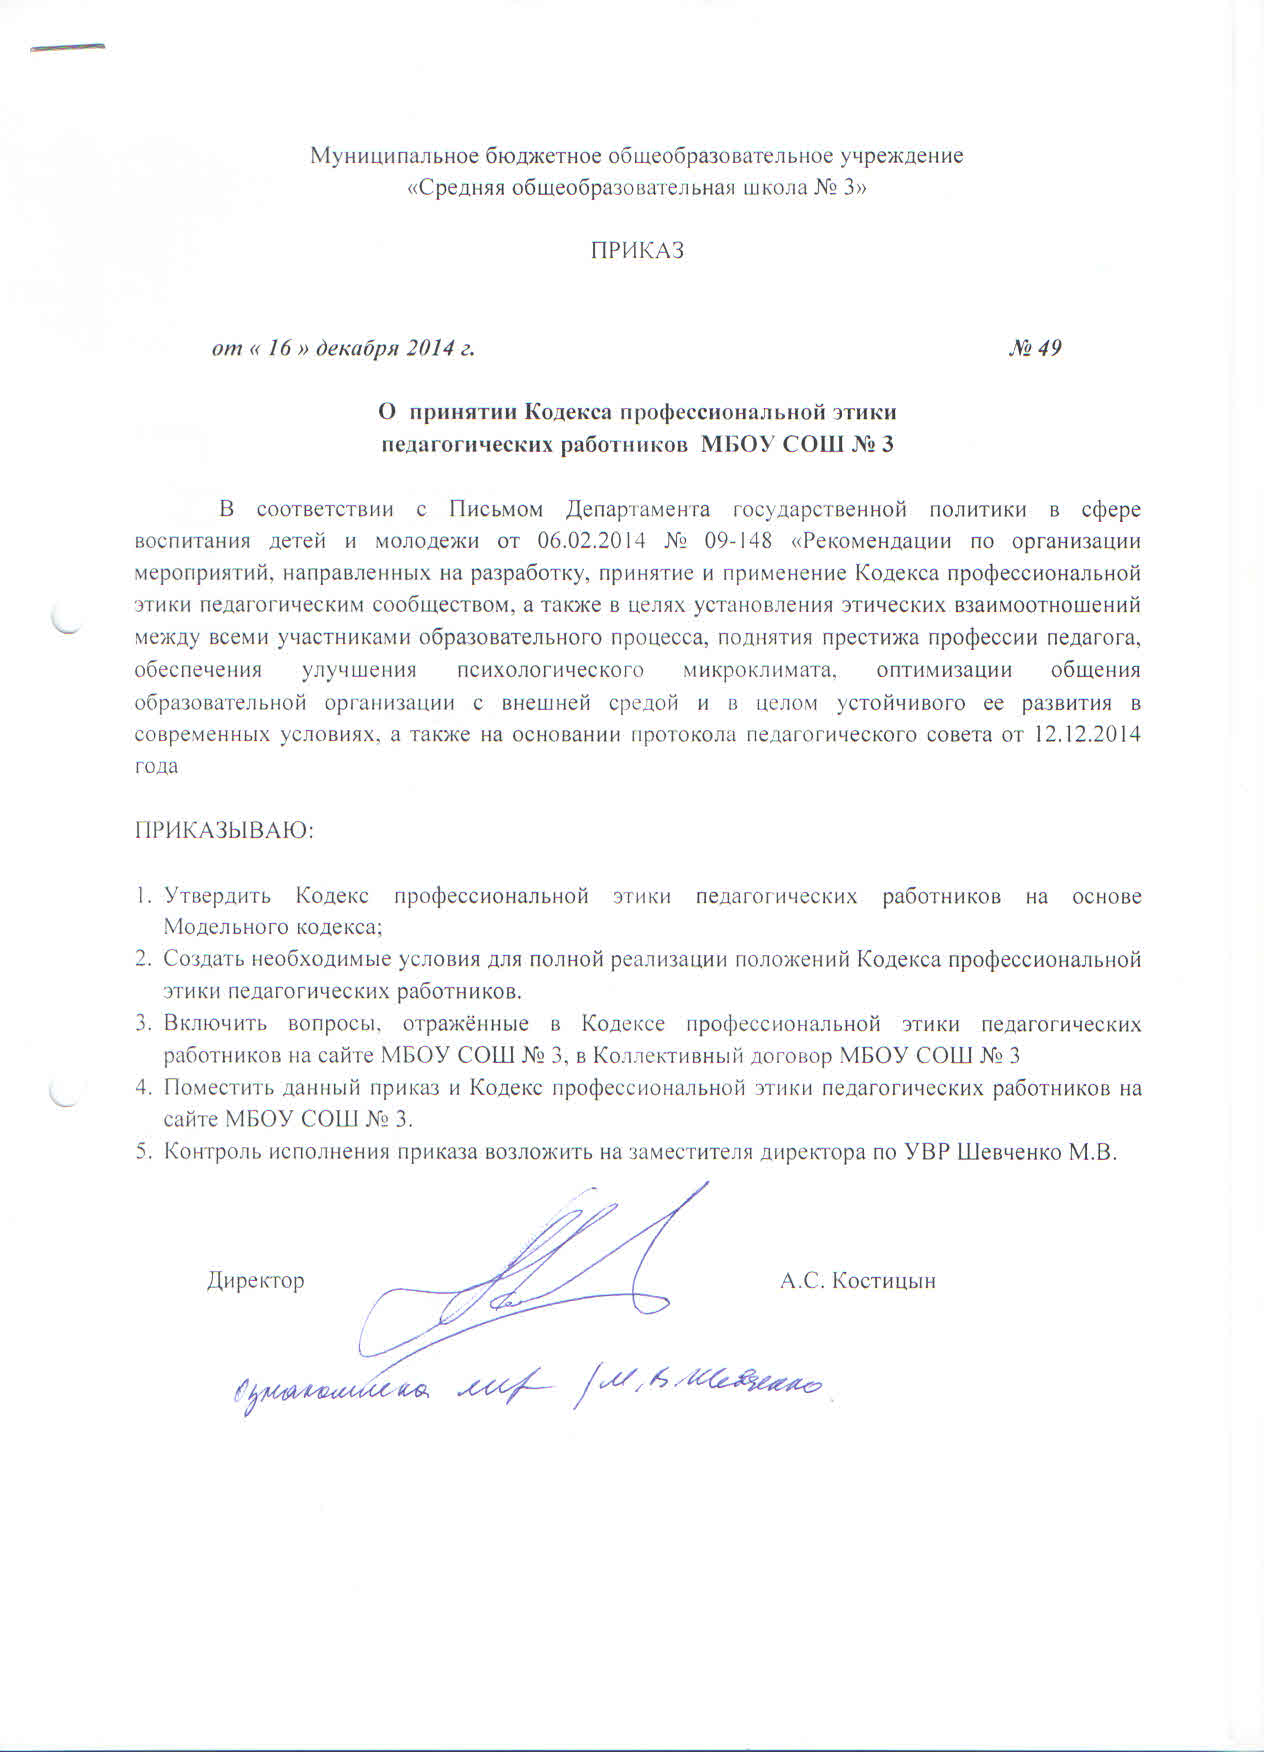 Муниципальное бюджетное общеобразовательное учреждение
«Средняя общеобразовательная школа № 3»
ПРИКАЗ
от « 16 » декабря 2014 г. № 49
О принятии Кодекса профессиональной этики
педагогических работников МБОУ СОШ № 3
В соответствии с Письмом Департамента государственной политики в сфере
воспитания детей и молодежи от 06.02.2014 № 09-148 «Рекомендации по организации
мероприятий, направленных на разработку, принятие и применение Кодекса профессиональной
этики педагогическим сообществом, а также в целях установления этических взаимоотношений
между всеми участниками образовательного процесса, поднятия престижа профессии педагога,
обеспечения улучшения психологического микроклимата, оптимизации общения
образовательной организации с внешней средой и в целом устойчивого ее развития в
современных условиях, а также на основании протокола педагогического совета от 12.12.2014
года
ПРИКАЗЫВАЮ:
1. Утвердить Кодекс профессиональной этики педагогических работников на основе
Модельного кодекса;
2. Создать необходимые условия для полной реализации положений Кодекса профессиональной
этики педагогических работников.
3. Включить вопросы, отражённые в Кодексе профессиональной этики педагогических
работников на сайте МБОУ СОШ № 3, в Коллективный договор МБОУ СОШ № 3
4. Поместить данный приказ и Кодекс профессиональной этики педагогических работников на
сайте МБОУ СОШ № 3.
5. Контроль исполнения приказа возложить на заместителя директора по УВР Шевченко М.В.
Директор А.С. Костицын
Ознакомлена /М.В.Шевченко